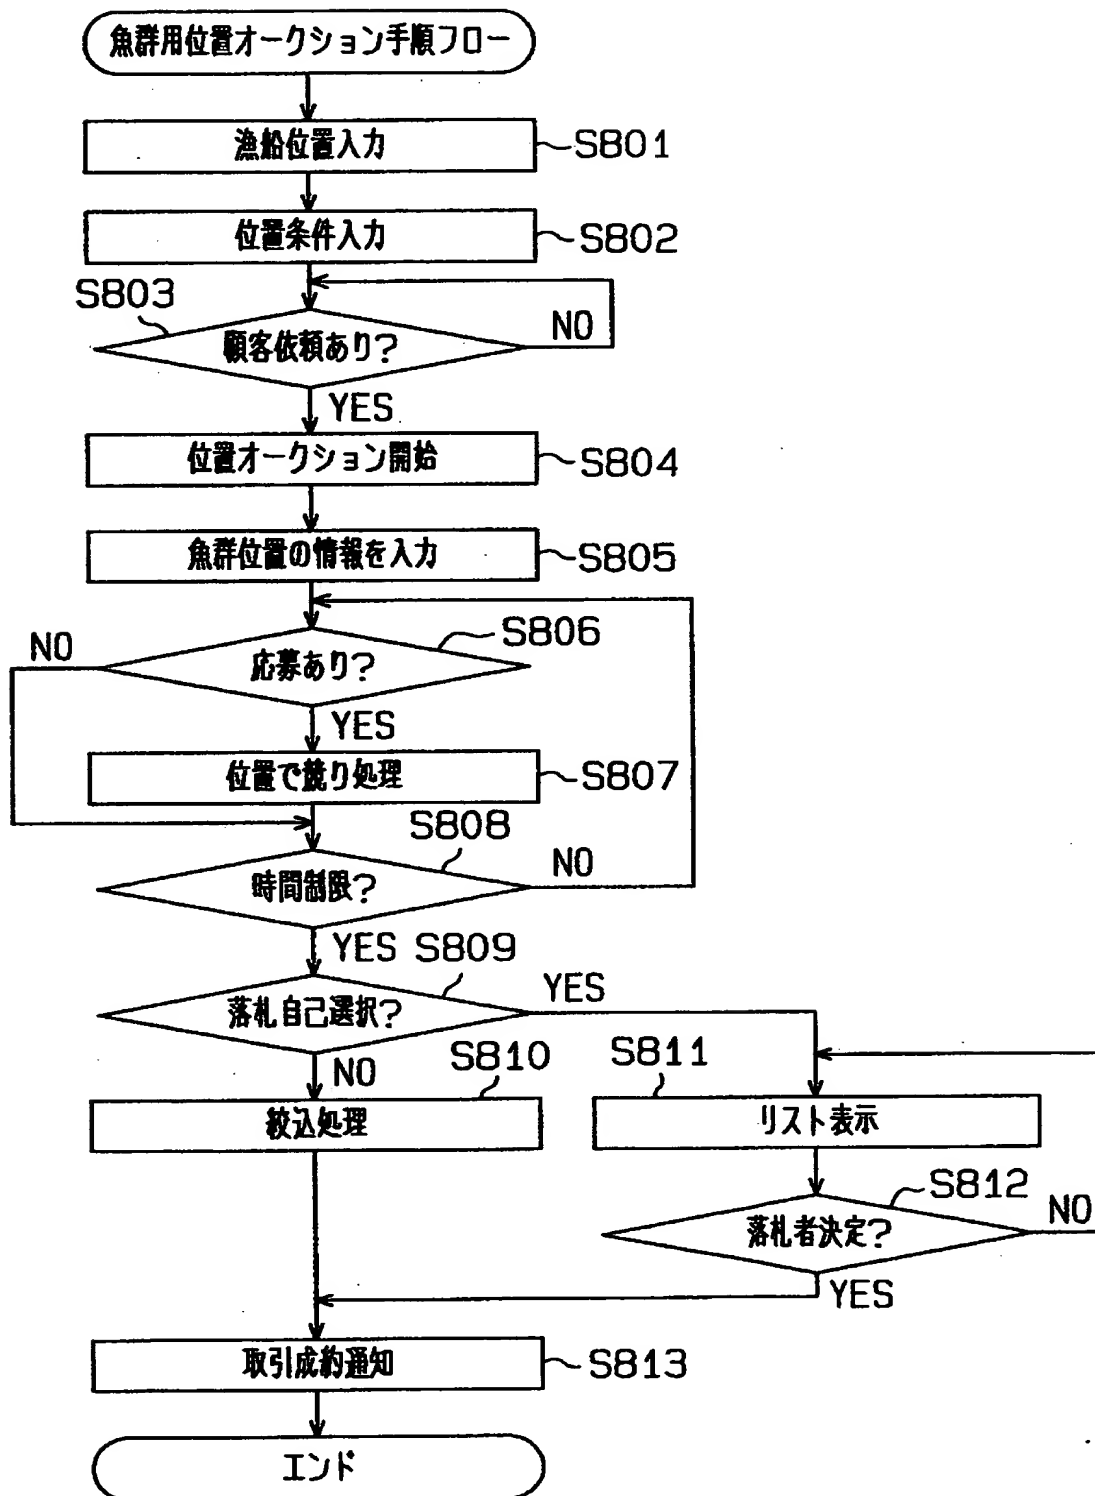 魚群用位置オークション手順フロー
漁船位置入力
S801
位置条件入力
S802
S803
顧客依頼あり?
NO
YES
位置オークション開始
S804
魚群位置の情報を入力
S805
S806
NO
応募あり?
YES
位置で競り処理
S807
S808
時間制限?
NO
YES
S809
落札自己選択?
YES
NO
S810
絞込処理
S811
リスト表示
S812
落札者決定?
NO
YES
取引成約通知
S813
エンド